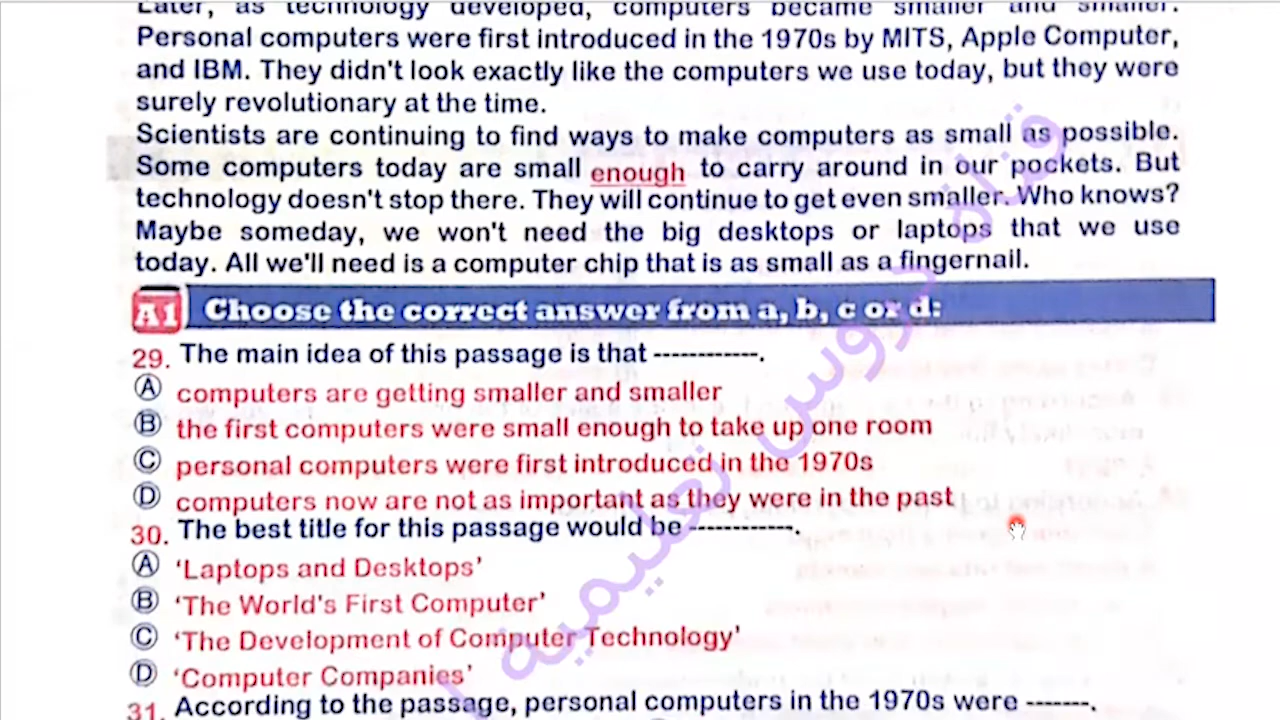 Later, as technology developed, computers became smaller and smaller.
Personal computers were first introduced in the 1970s by MITS, Apple Computer,
and IBM. They didn't look exactly like the computers we use today, but they were
surely revolutionary at the time.
Scientists are continuing to find ways to make computers as small as possible.
Some computers today are small enough to carry around in our pockets. But
technology doesn't stop there. They will continue to get even smaller. Who knows?
Maybe someday, we won't need the big desktops or laptops that we use
today. All we'll need is a computer chip that is as small as a fingernail.
A1 Choose the correct answer from a, b, c or d:
29. The main idea of this passage is that ------------.
A computers are getting smaller and smaller
B the first computers were small enough to take up one room
C personal computers were first introduced in the 1970s
D computers now are not as important as they were in the past
30. The best title for this passage would be ------------.
A 'Laptops and Desktops'
B 'The World's First Computer'
C 'The Development of Computer Technology'
D 'Computer Companies'
31. According to the passage, personal computers in the 1970s were -------.
قناة دروس تعليمية